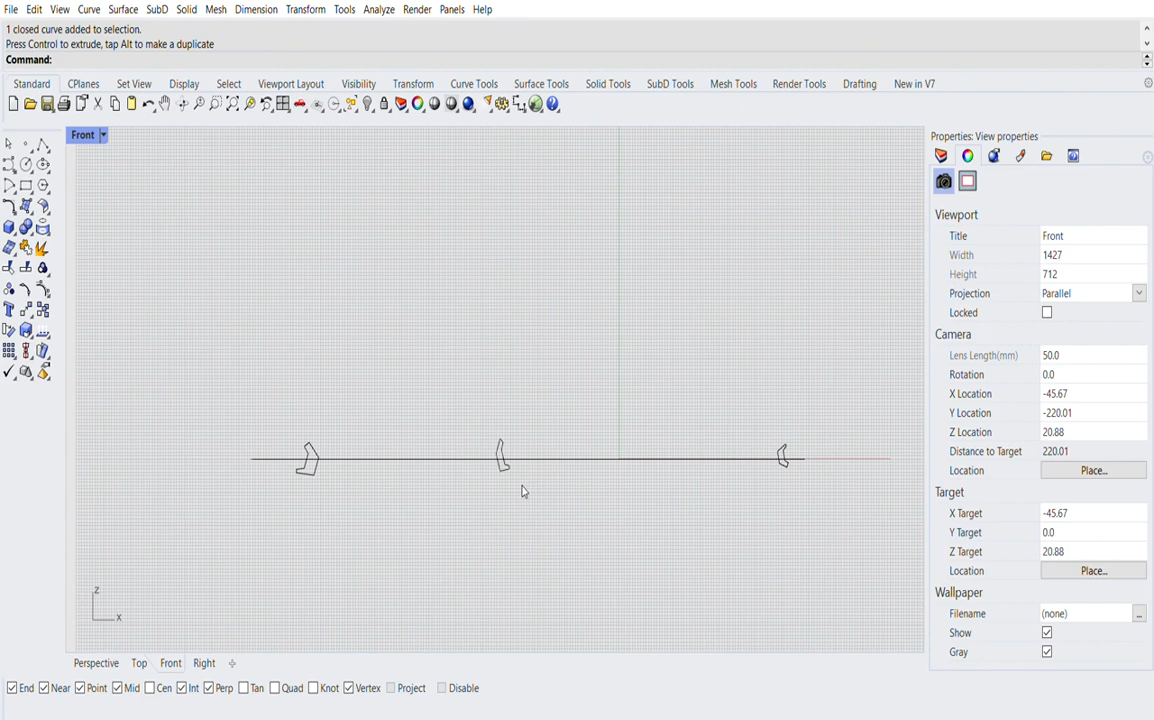 File Edit View Curve Surface SubD Solid Mesh Dimension Transform Tools Analyze Render Panels Help
1 closed curve added to selection.
Press Control to extrude, tap Alt to make a duplicate
Command:
Standard CPlanes Set View Display Select Viewport Layout Visibility Transform Curve Tools Surface Tools Solid Tools SubD Tools Mesh Tools Render Tools Drafting New in V7
Front
Properties: View properties
Viewport
Title Front
Width 1427
Height 712
Projection Parallel
Locked
Camera
Lens Length(mm) 50.0
Rotation 0.0
X Location -45.67
Y Location -220.01
Z Location 20.88
Distance to Target 220.01
Location Place...
Target
X Target -45.67
Y Target 0.0
Z Target 20.88
Location Place...
Wallpaper
Filename (none) ...
Show
Gray
z
x
Perspective Top Front Right
End Near Point Mid Cen Int Perp Tan Quad Knot Vertex Project Disable